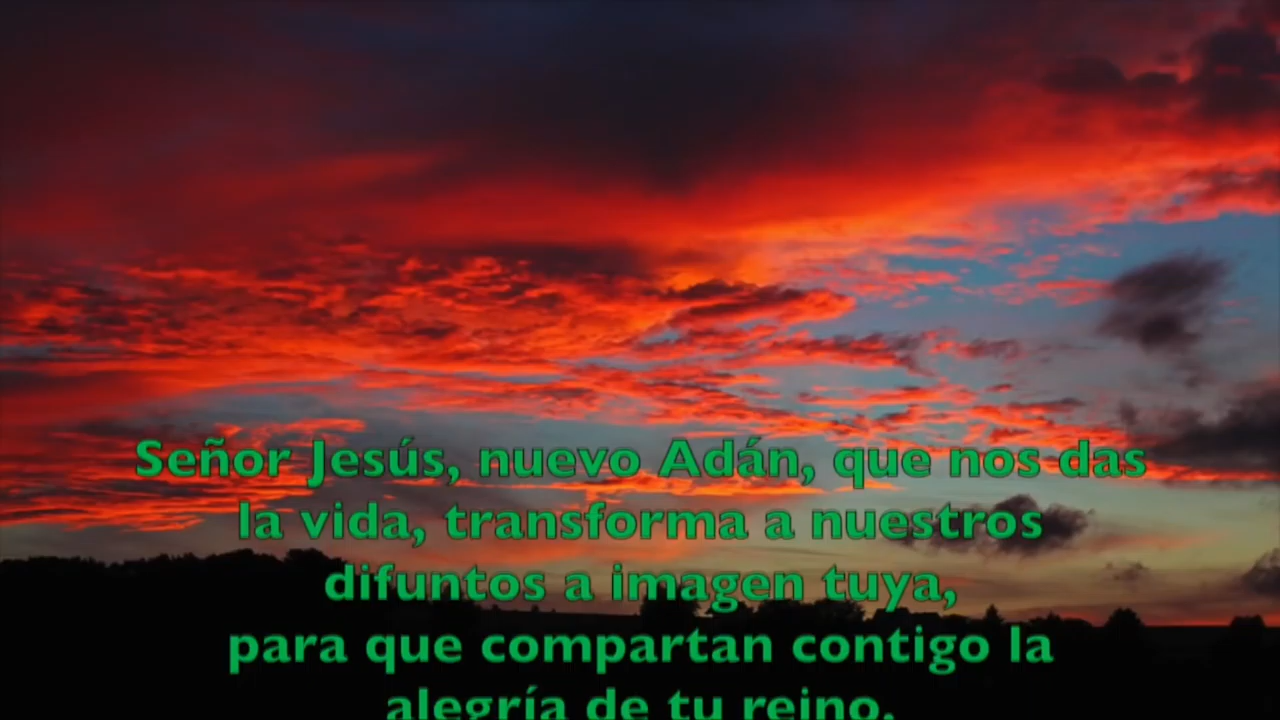 Señor Jesús, nuevo Adán, que nos das
la vida, transforma a nuestros
difuntos a imagen tuya,
para que compartan contigo la
alegría de tu reino.